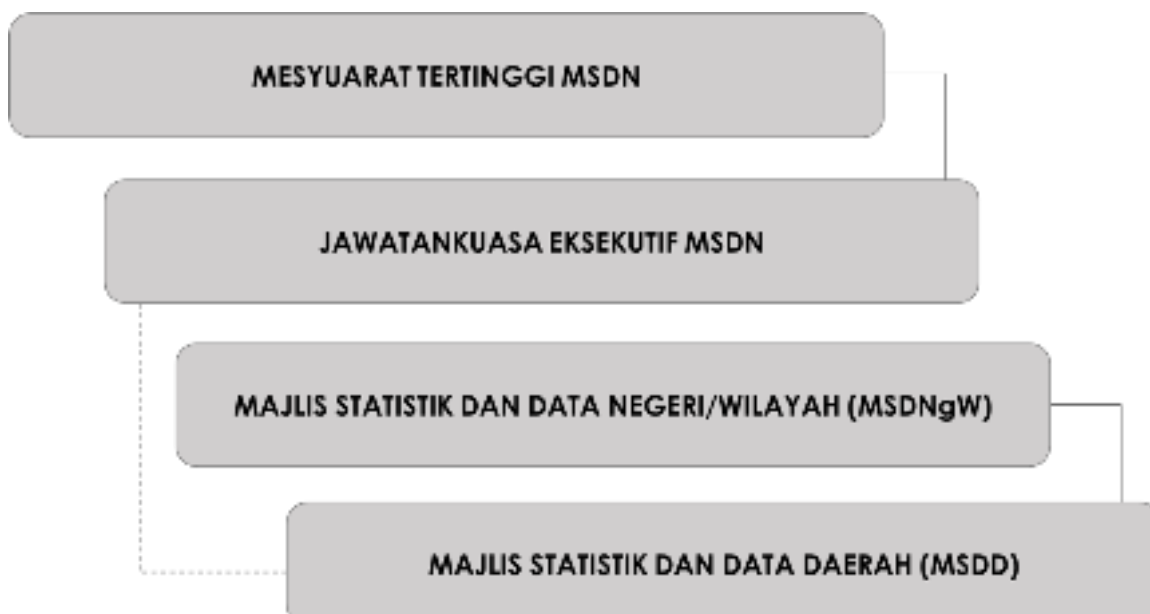 MESYUARAT TERTINGGI MSDN
JAWATANKUASA EKSEKUTIF MSDN
MAJLIS STATISTIK DAN DATA NEGERI/WILAYAH (MSDNgW)
MAJLIS STATISTIK DAN DATA DAERAH (MSDD)